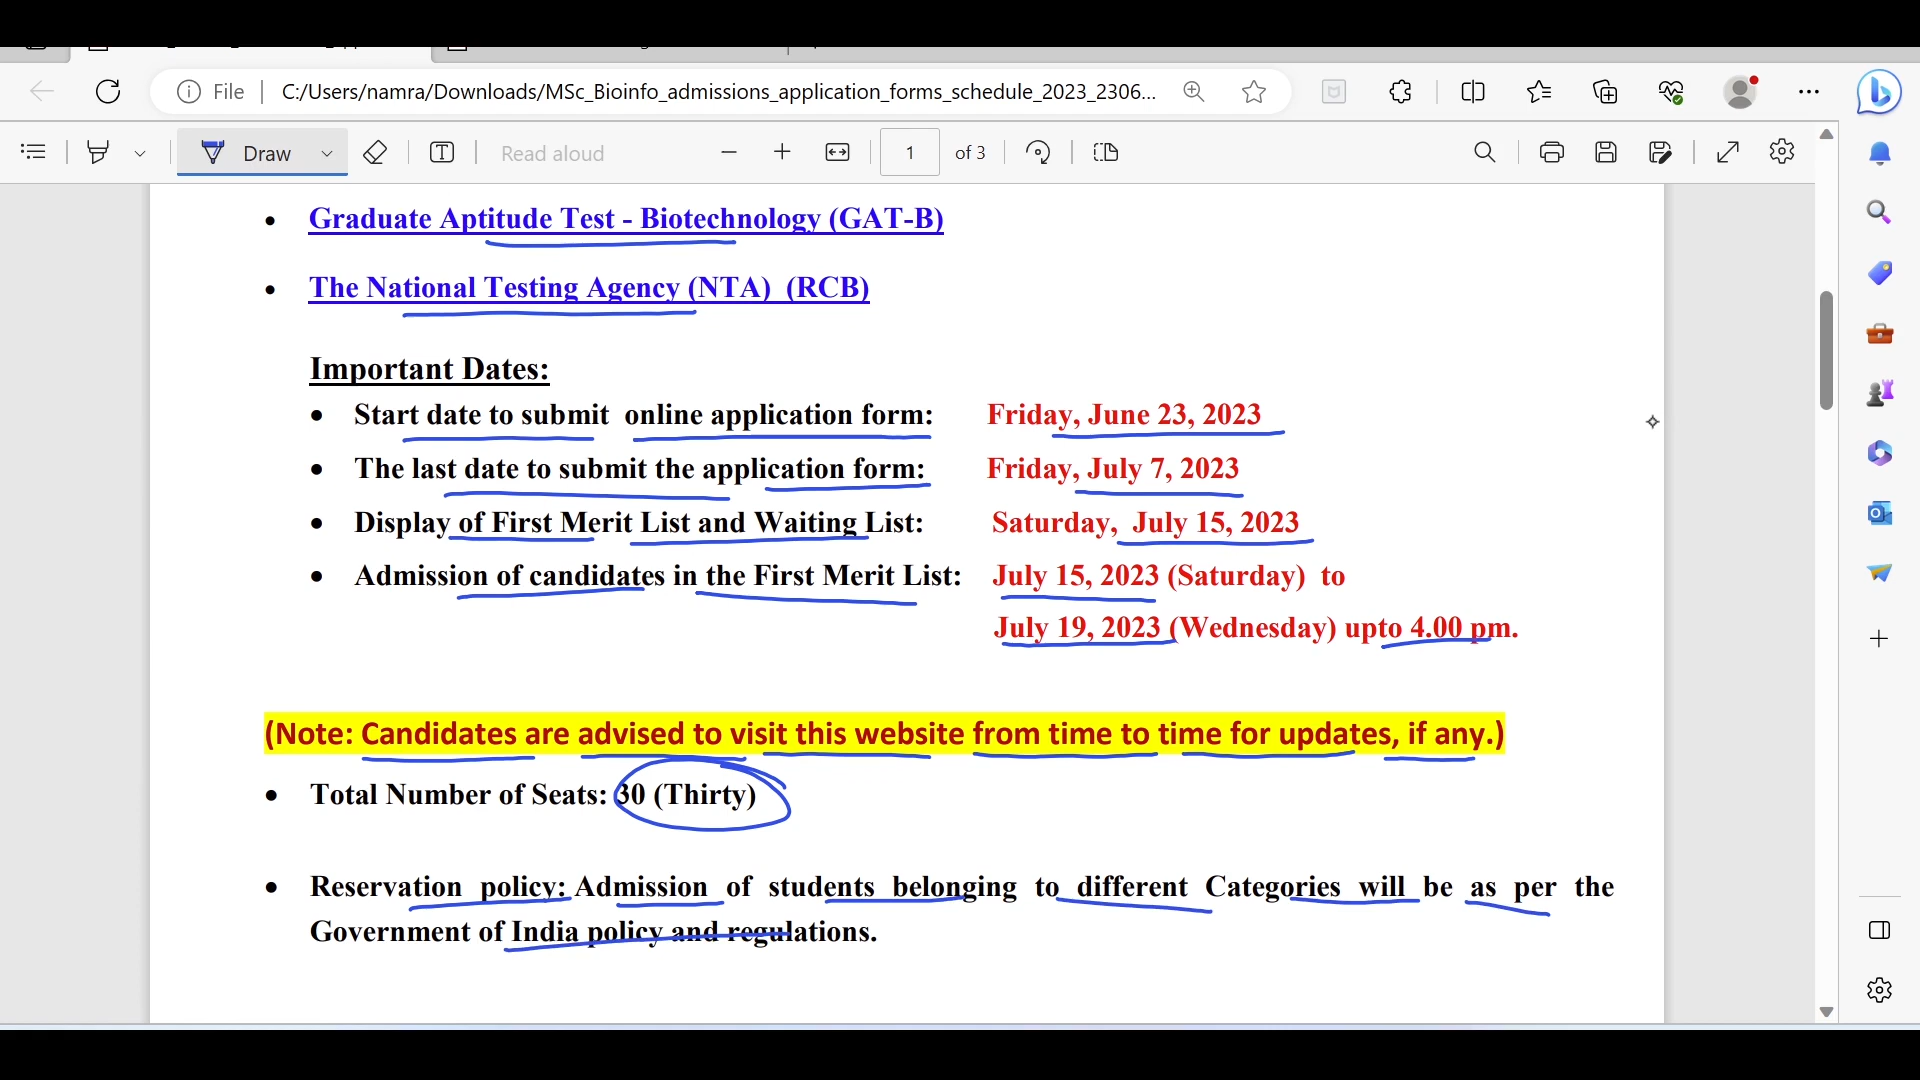 File
C:/Users/namra/Downloads/MSc_Bioinfo_admissions_application_forms_schedule_2023_2306...
Draw
Read aloud
1 of 3
• Graduate Aptitude Test - Biotechnology (GAT-B)
• The National Testing Agency (NTA) (RCB)
Important Dates:
• Start date to submit online application form: Friday, June 23, 2023
• The last date to submit the application form: Friday, July 7, 2023
• Display of First Merit List and Waiting List: Saturday, July 15, 2023
• Admission of candidates in the First Merit List: July 15, 2023 (Saturday) to
July 19, 2023 (Wednesday) upto 4.00 pm.
(Note: Candidates are advised to visit this website from time to time for updates, if any.)
• Total Number of Seats: 30 (Thirty)
• Reservation policy: Admission of students belonging to different Categories will be as per the
Government of India policy and regulations.